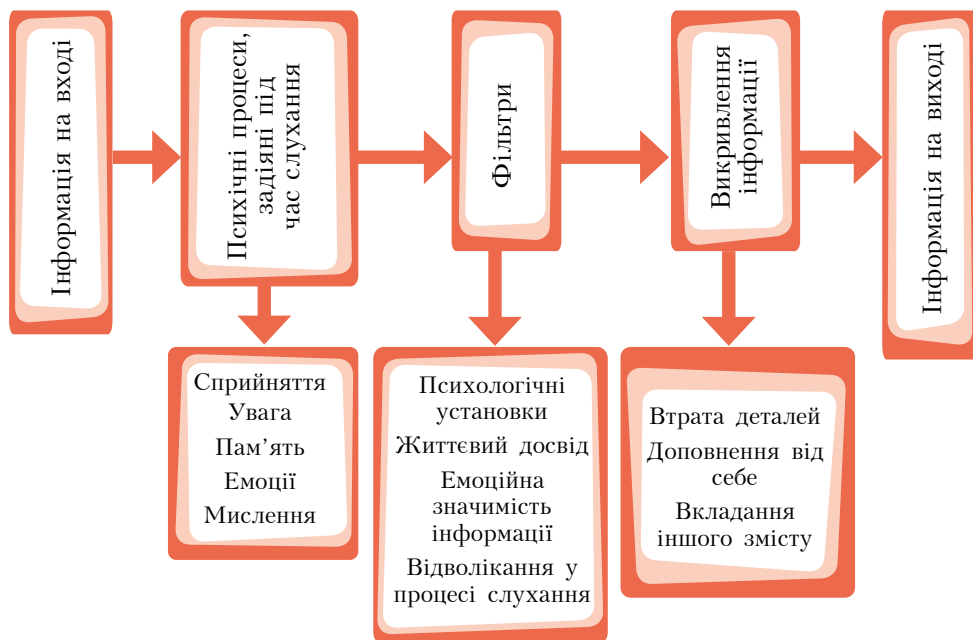 Інформація на вході
Психічні процеси,
задіяні під
час слухання
Фільтри
Викривлення
інформації
Інформація на виході
Сприйняття
Увага
Пам’ять
Емоції
Мислення
Психологічні
установки
Життєвий досвід
Емоційна
значимість
інформації
Відволікання у
процесі слухання
Втрата деталей
Доповнення від
себе
Вкладання
іншого змісту